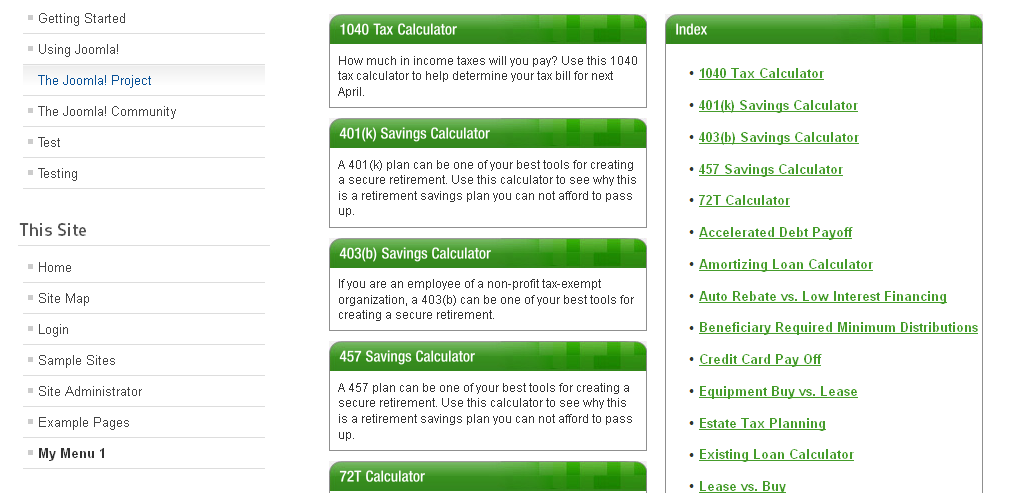 Getting Started
Using Joomla!
The Joomla! Project
The Joomla! Community
Test
Testing
This Site
Home
Site Map
Login
Sample Sites
Site Administrator
Example Pages
My Menu 1
1040 Tax Calculator
How much in income taxes will you pay? Use this 1040
tax calculator to help determine your tax bill for next
April.
401(k) Savings Calculator
A 401(k) plan can be one of your best tools for creating
a secure retirement. Use this calculator to see why this
is a retirement savings plan you can not afford to pass
up.
403(b) Savings Calculator
If you are an employee of a non-profit tax-exempt
organization, a 403(b) can be one of your best tools for
creating a secure retirement.
457 Savings Calculator
A 457 plan can be one of your best tools for creating a
secure retirement. Use this calculator to see why this
is a retirement savings plan you can not afford to pass
up.
72T Calculator
Index
• 1040 Tax Calculator
• 401(k) Savings Calculator
• 403(b) Savings Calculator
• 457 Savings Calculator
• 72T Calculator
• Accelerated Debt Payoff
• Amortizing Loan Calculator
• Auto Rebate vs. Low Interest Financing
• Beneficiary Required Minimum Distributions
• Credit Card Pay Off
• Equipment Buy vs. Lease
• Estate Tax Planning
• Existing Loan Calculator
• Lease vs. Buy